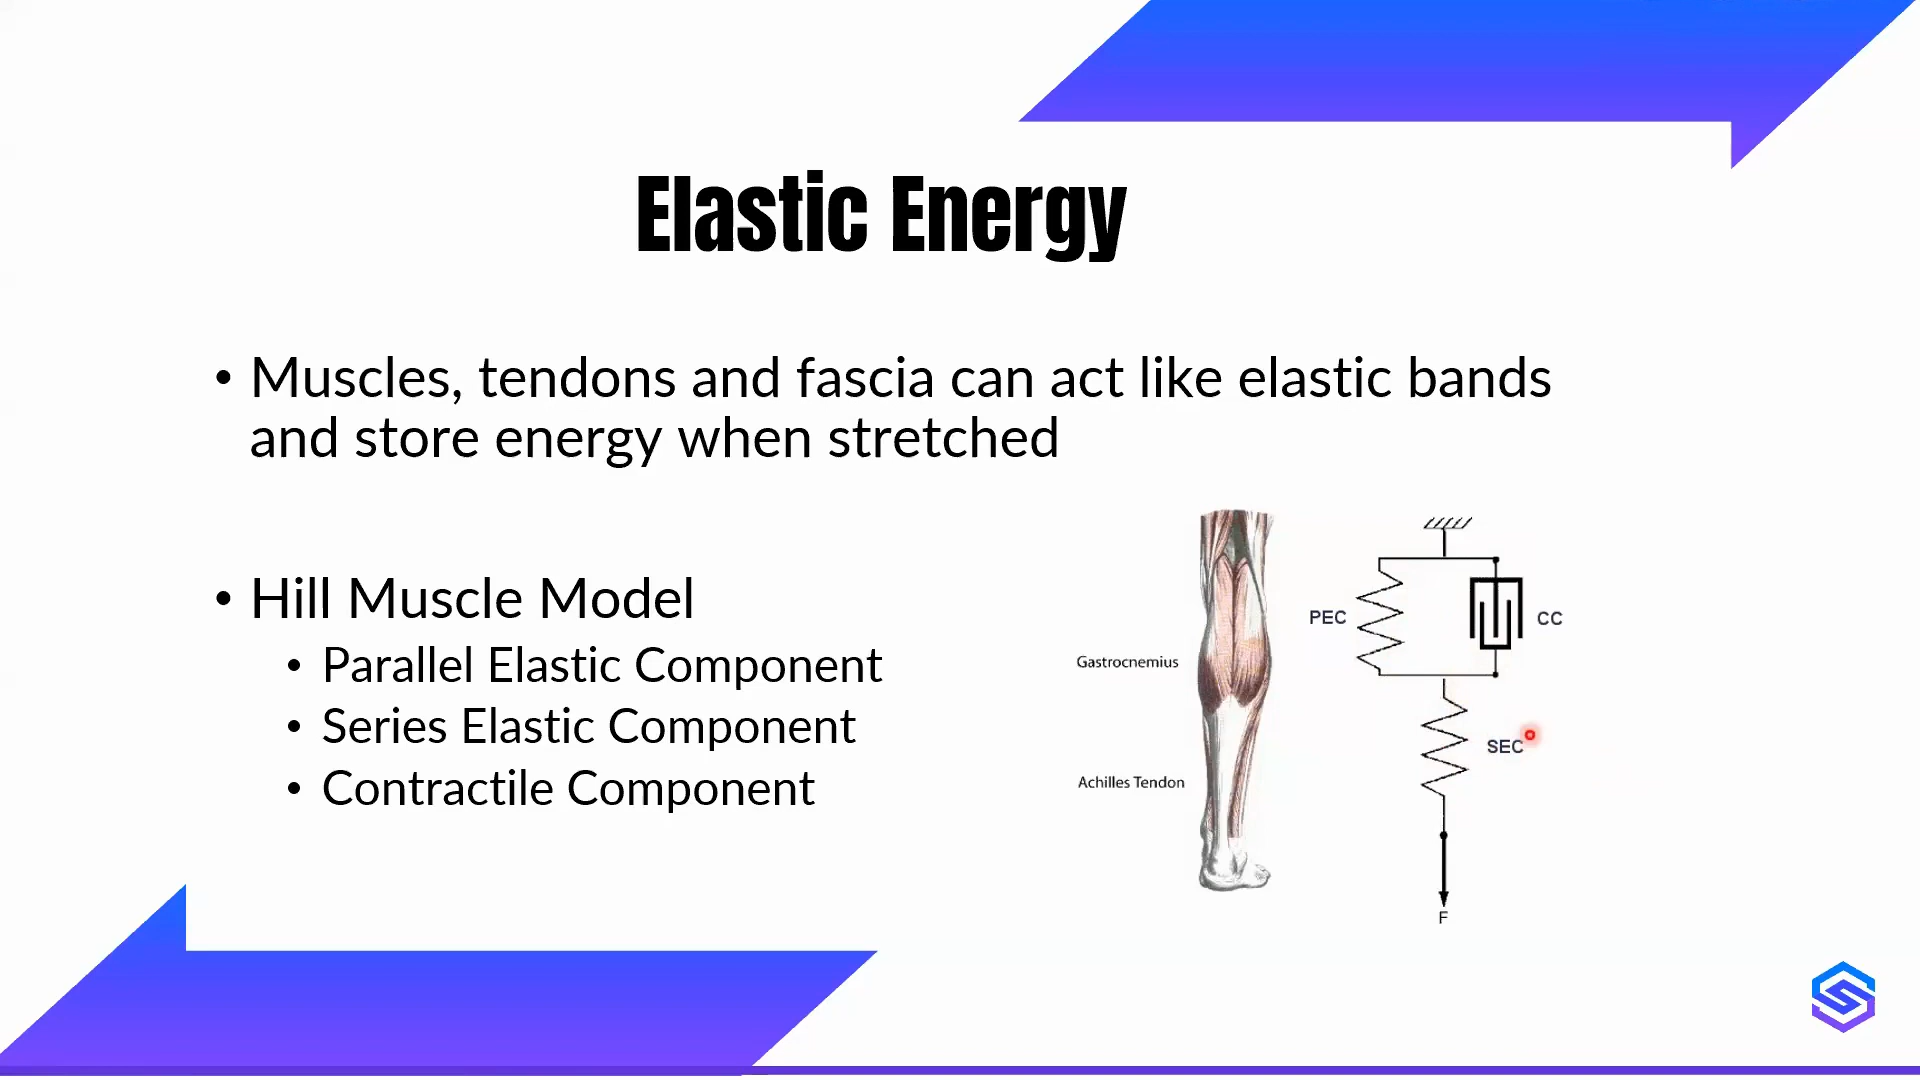 Elastic Energy
• Muscles, tendons and fascia can act like elastic bands
and store energy when stretched
• Hill Muscle Model
• Parallel Elastic Component
• Series Elastic Component
• Contractile Component
Gastrocnemius
Achilles Tendon
PEC
CC
SEC
F